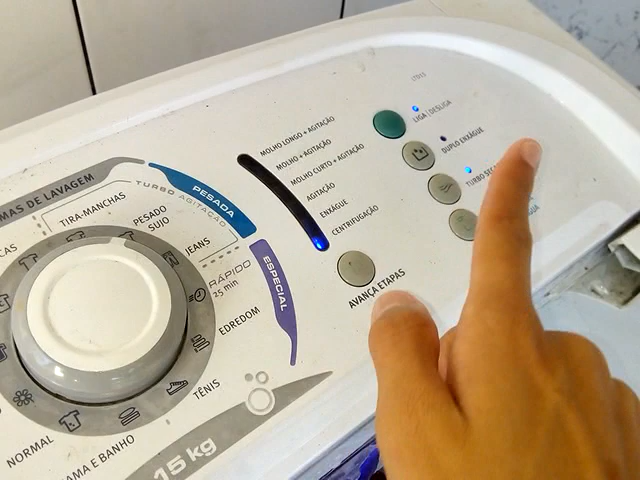 LTD15
MOLHO LONGO + AGITAÇÃO
MOLHO + AGITAÇÃO
MOLHO CURTO + AGITAÇÃO
AGITAÇÃO
ENXÁGUE
CENTRIFUGAÇÃO
LIGA | DESLIGA
DUPLO ENXÁGUE
TURBO SEC
AVANÇA ETAPAS
MAS DE LAVAGEM
TURBO AGITAÇÃO
PESADA
TIRA-MANCHAS
PESADO
SUJO
JEANS
RÁPIDO
25 min
ESPECIAL
EDREDOM
TÊNIS
CAS
NORMAL
AMA E BANHO
15 kg